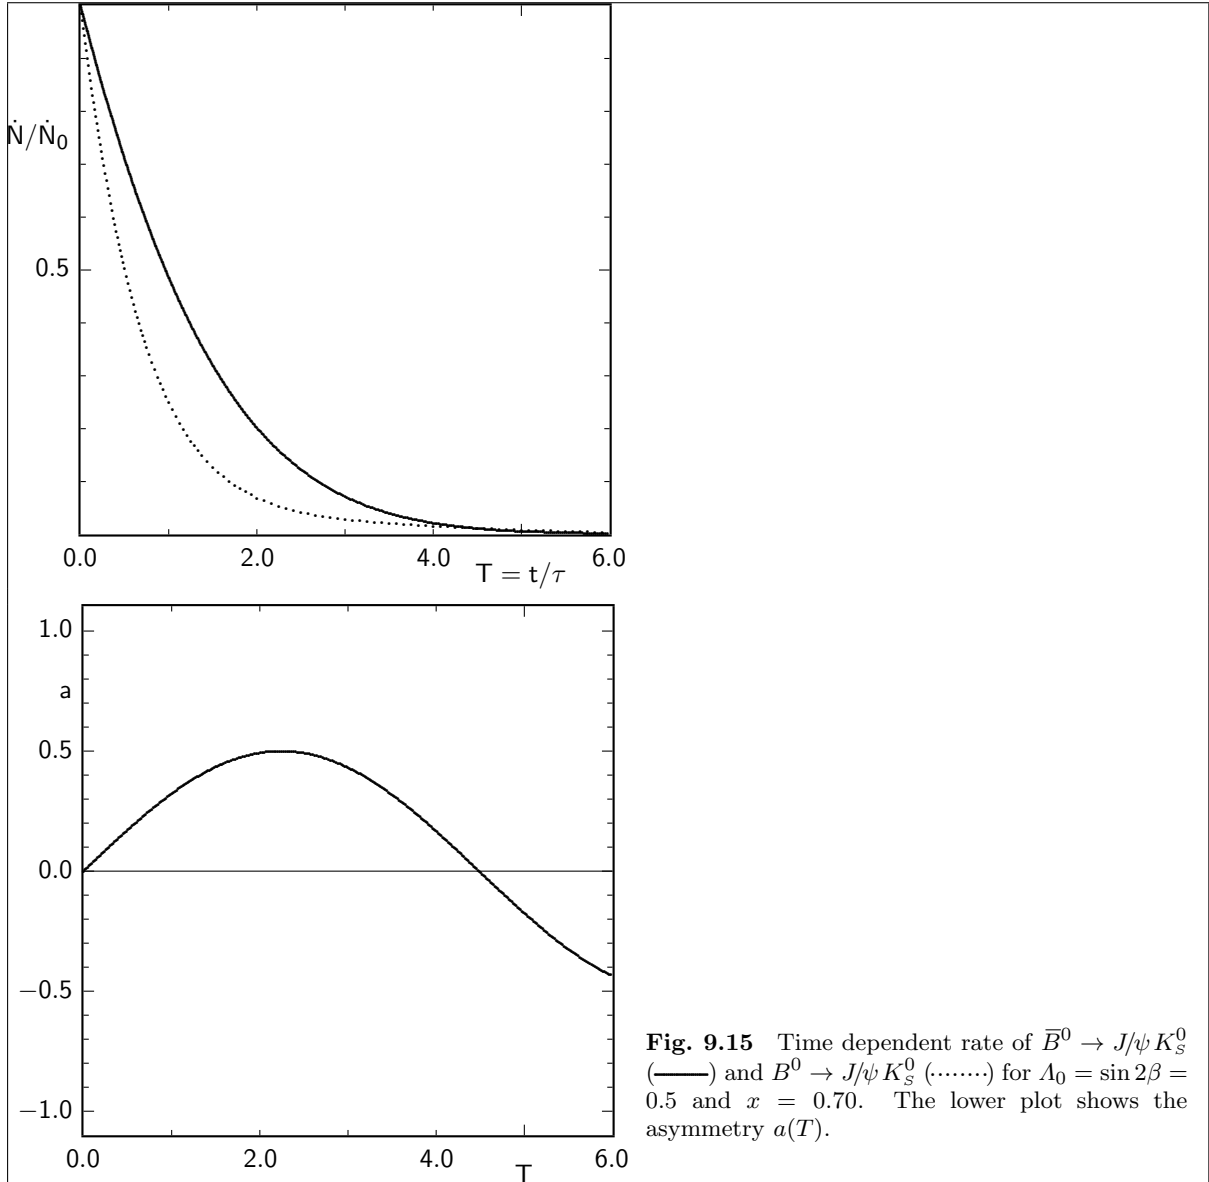 Ṅ/Ṅ₀
0.5
0.0 2.0 4.0 6.0
T = t/τ
1.0
a
0.5
0.0
−0.5
−1.0
0.0 2.0 4.0 6.0
T
Fig. 9.15 Time dependent rate of B̅⁰ → J/ψ K_S⁰
(———) and B⁰ → J/ψ K_S⁰ (········) for Λ₀ = sin 2β =
0.5 and x = 0.70. The lower plot shows the
asymmetry a(T).